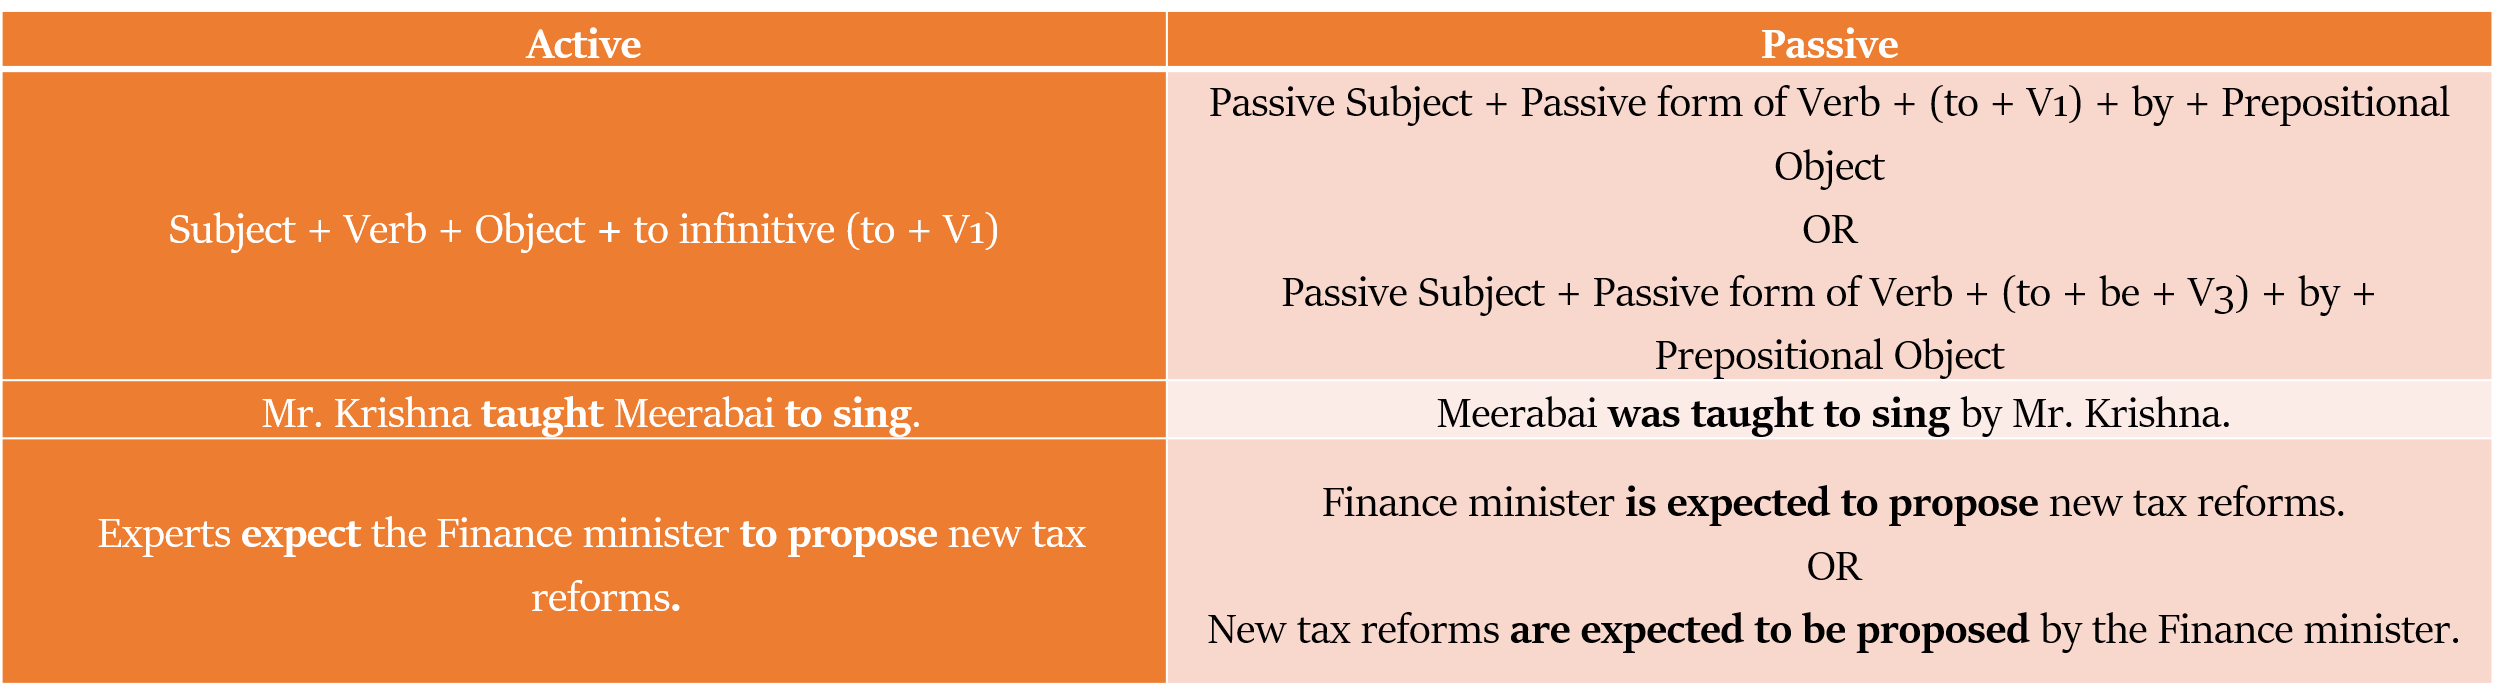 Active
Passive
Subject + Verb + Object + to infinitive (to + V1)
Passive Subject + Passive form of Verb + (to + V1) + by + Prepositional
Object
OR
Passive Subject + Passive form of Verb + (to + be + V3) + by +
Prepositional Object
Mr. Krishna taught Meerabai to sing.
Meerabai was taught to sing by Mr. Krishna.
Experts expect the Finance minister to propose new tax
reforms.
Finance minister is expected to propose new tax reforms.
OR
New tax reforms are expected to be proposed by the Finance minister.